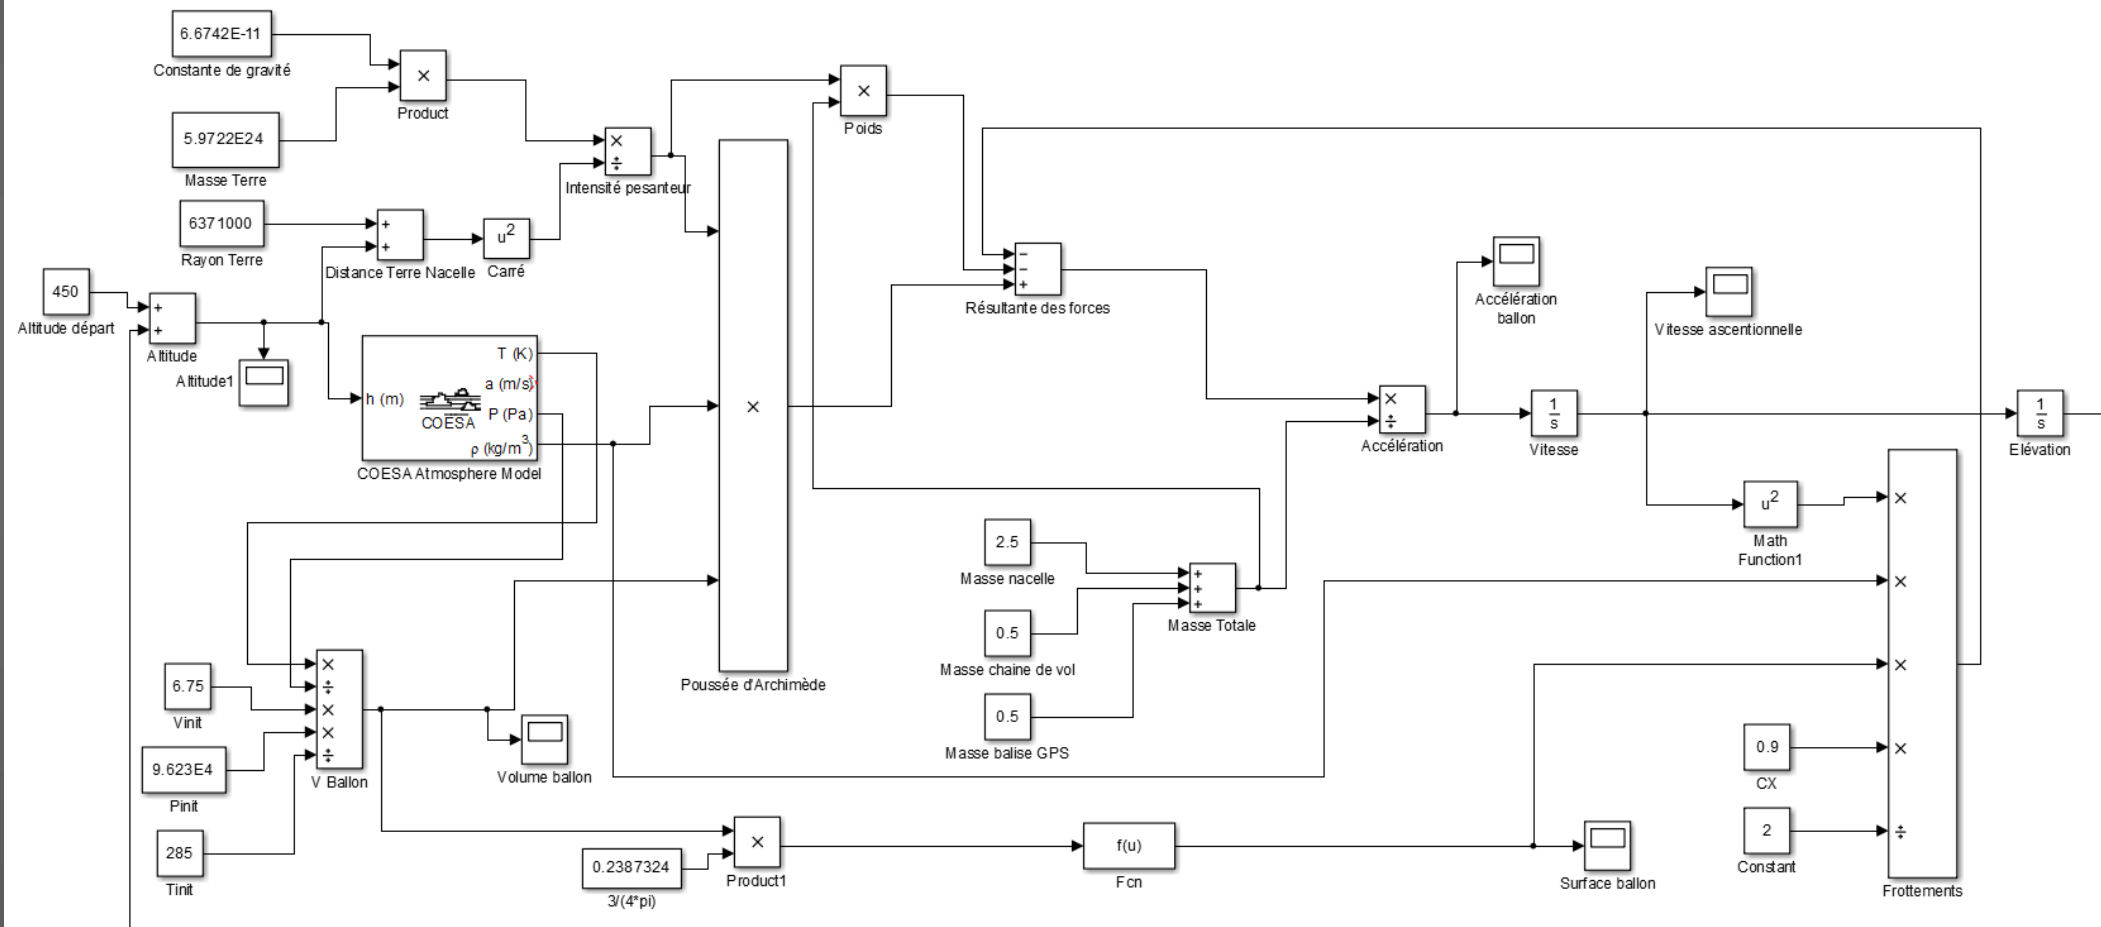 6.6742E-11
Constante de gravité
×
Product
5.9722E24
Masse Terre
×
÷
Intensité pesanteur
6371000
Rayon Terre
+
+
Distance Terre Nacelle
u²
Carré
450
Altitude départ
+
+
Altitude
Altitude1
h (m)
T (K)
a (m/s)
P (Pa)
ρ (kg/m³)
COESA
COESA Atmosphere Model
×
Poussée d'Archimède
×
Poids
−
−
+
Résultante des forces
×
÷
Accélération
Accélération
ballon
1
s
Vitesse
Vitesse ascentionnelle
1
s
Elévation
u²
Math
Function1
2.5
Masse nacelle
0.5
Masse chaine de vol
0.5
Masse balise GPS
+
+
+
Masse Totale
6.75
Vinit
9.623E4
Pinit
285
Tinit
×
÷
×
×
÷
V Ballon
Volume ballon
0.2387324
3/(4*pi)
×
Product1
f(u)
Fcn
Surface ballon
0.9
CX
2
Constant
×
×
×
×
÷
Frottements